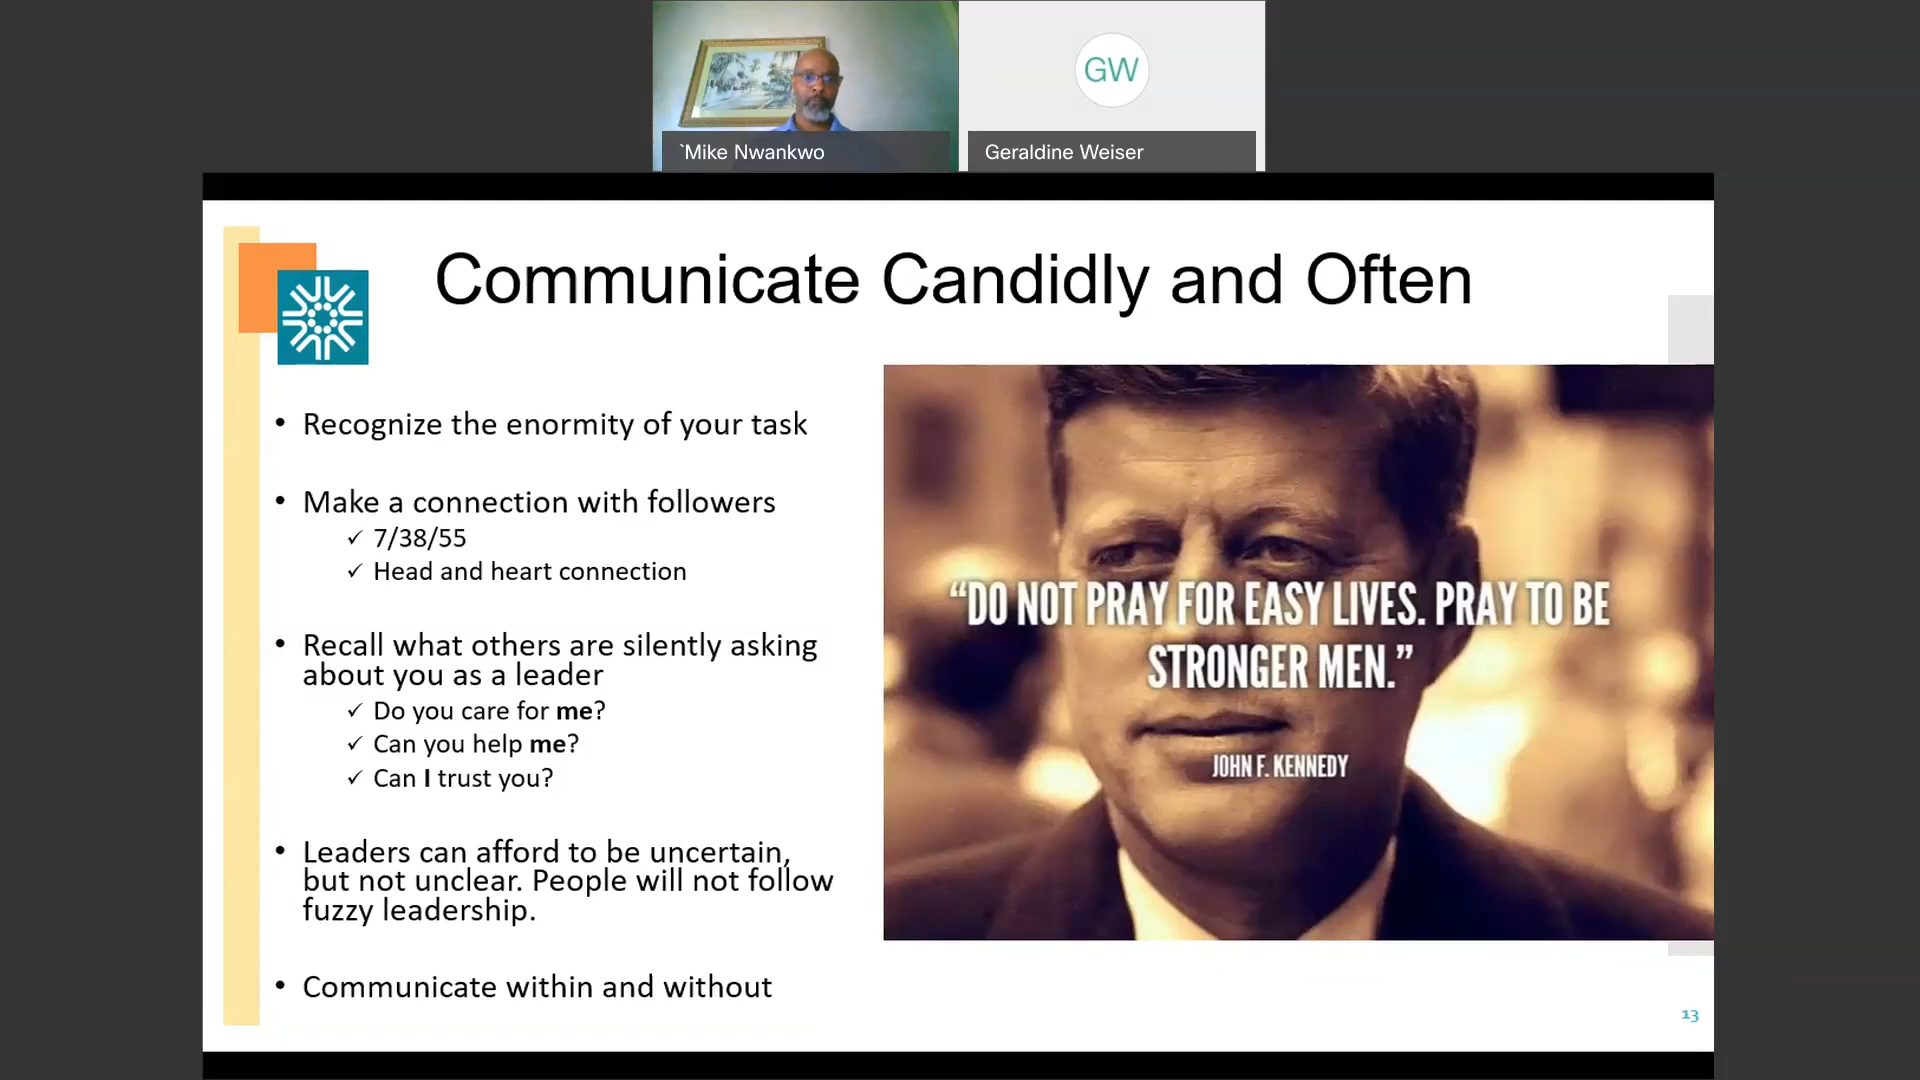 GW
`Mike Nwankwo
Geraldine Weiser
Communicate Candidly and Often
• Recognize the enormity of your task
• Make a connection with followers
✓ 7/38/55
✓ Head and heart connection
• Recall what others are silently asking
about you as a leader
✓ Do you care for me?
✓ Can you help me?
✓ Can I trust you?
• Leaders can afford to be uncertain,
but not unclear. People will not follow
fuzzy leadership.
• Communicate within and without
“DO NOT PRAY FOR EASY LIVES. PRAY TO BE
STRONGER MEN.”
JOHN F. KENNEDY
13